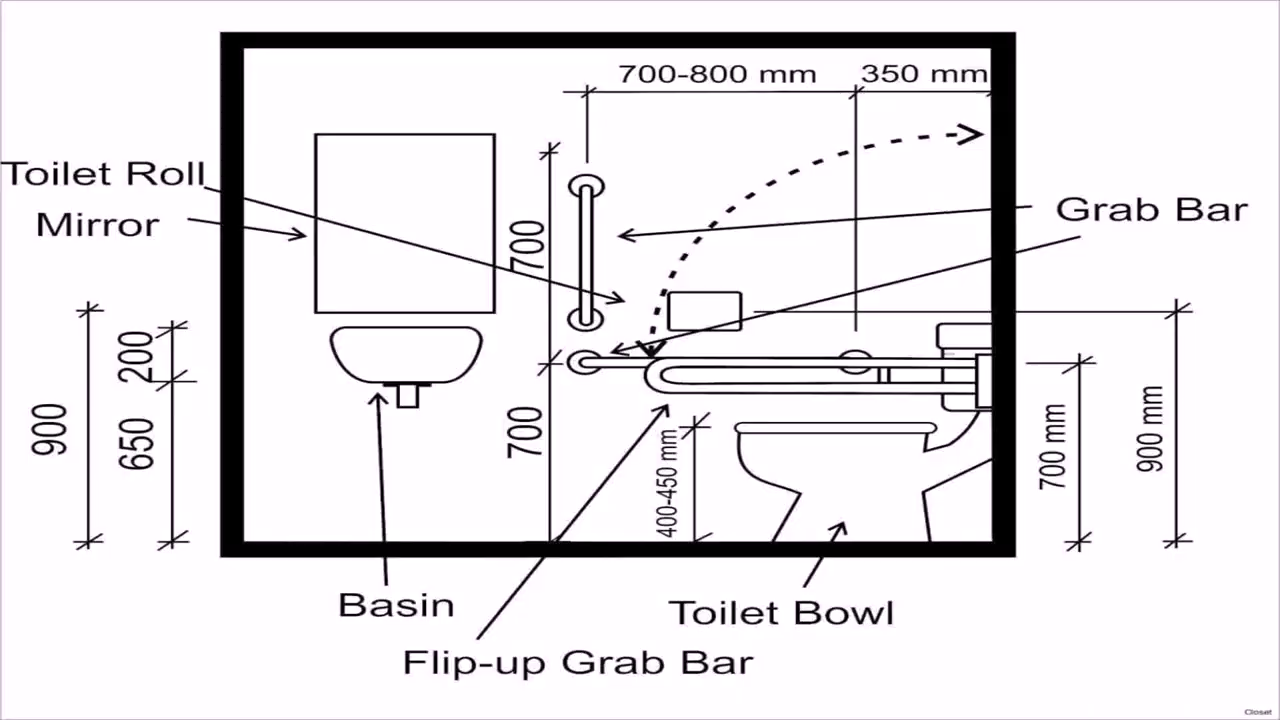 700-800 mm
350 mm
Toilet Roll
Mirror
Grab Bar
700
200
900
650
700
400-450 mm
700 mm
900 mm
Basin
Toilet Bowl
Flip-up Grab Bar
Closet